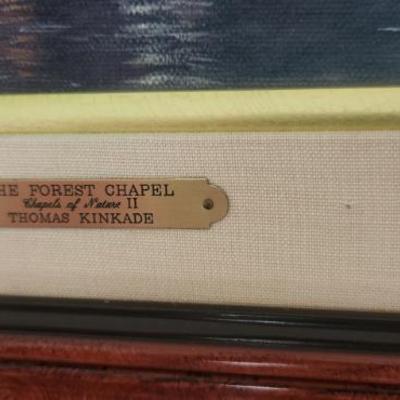 HE FOREST CHAPEL
Chapels of Nature II
THOMAS KINKADE